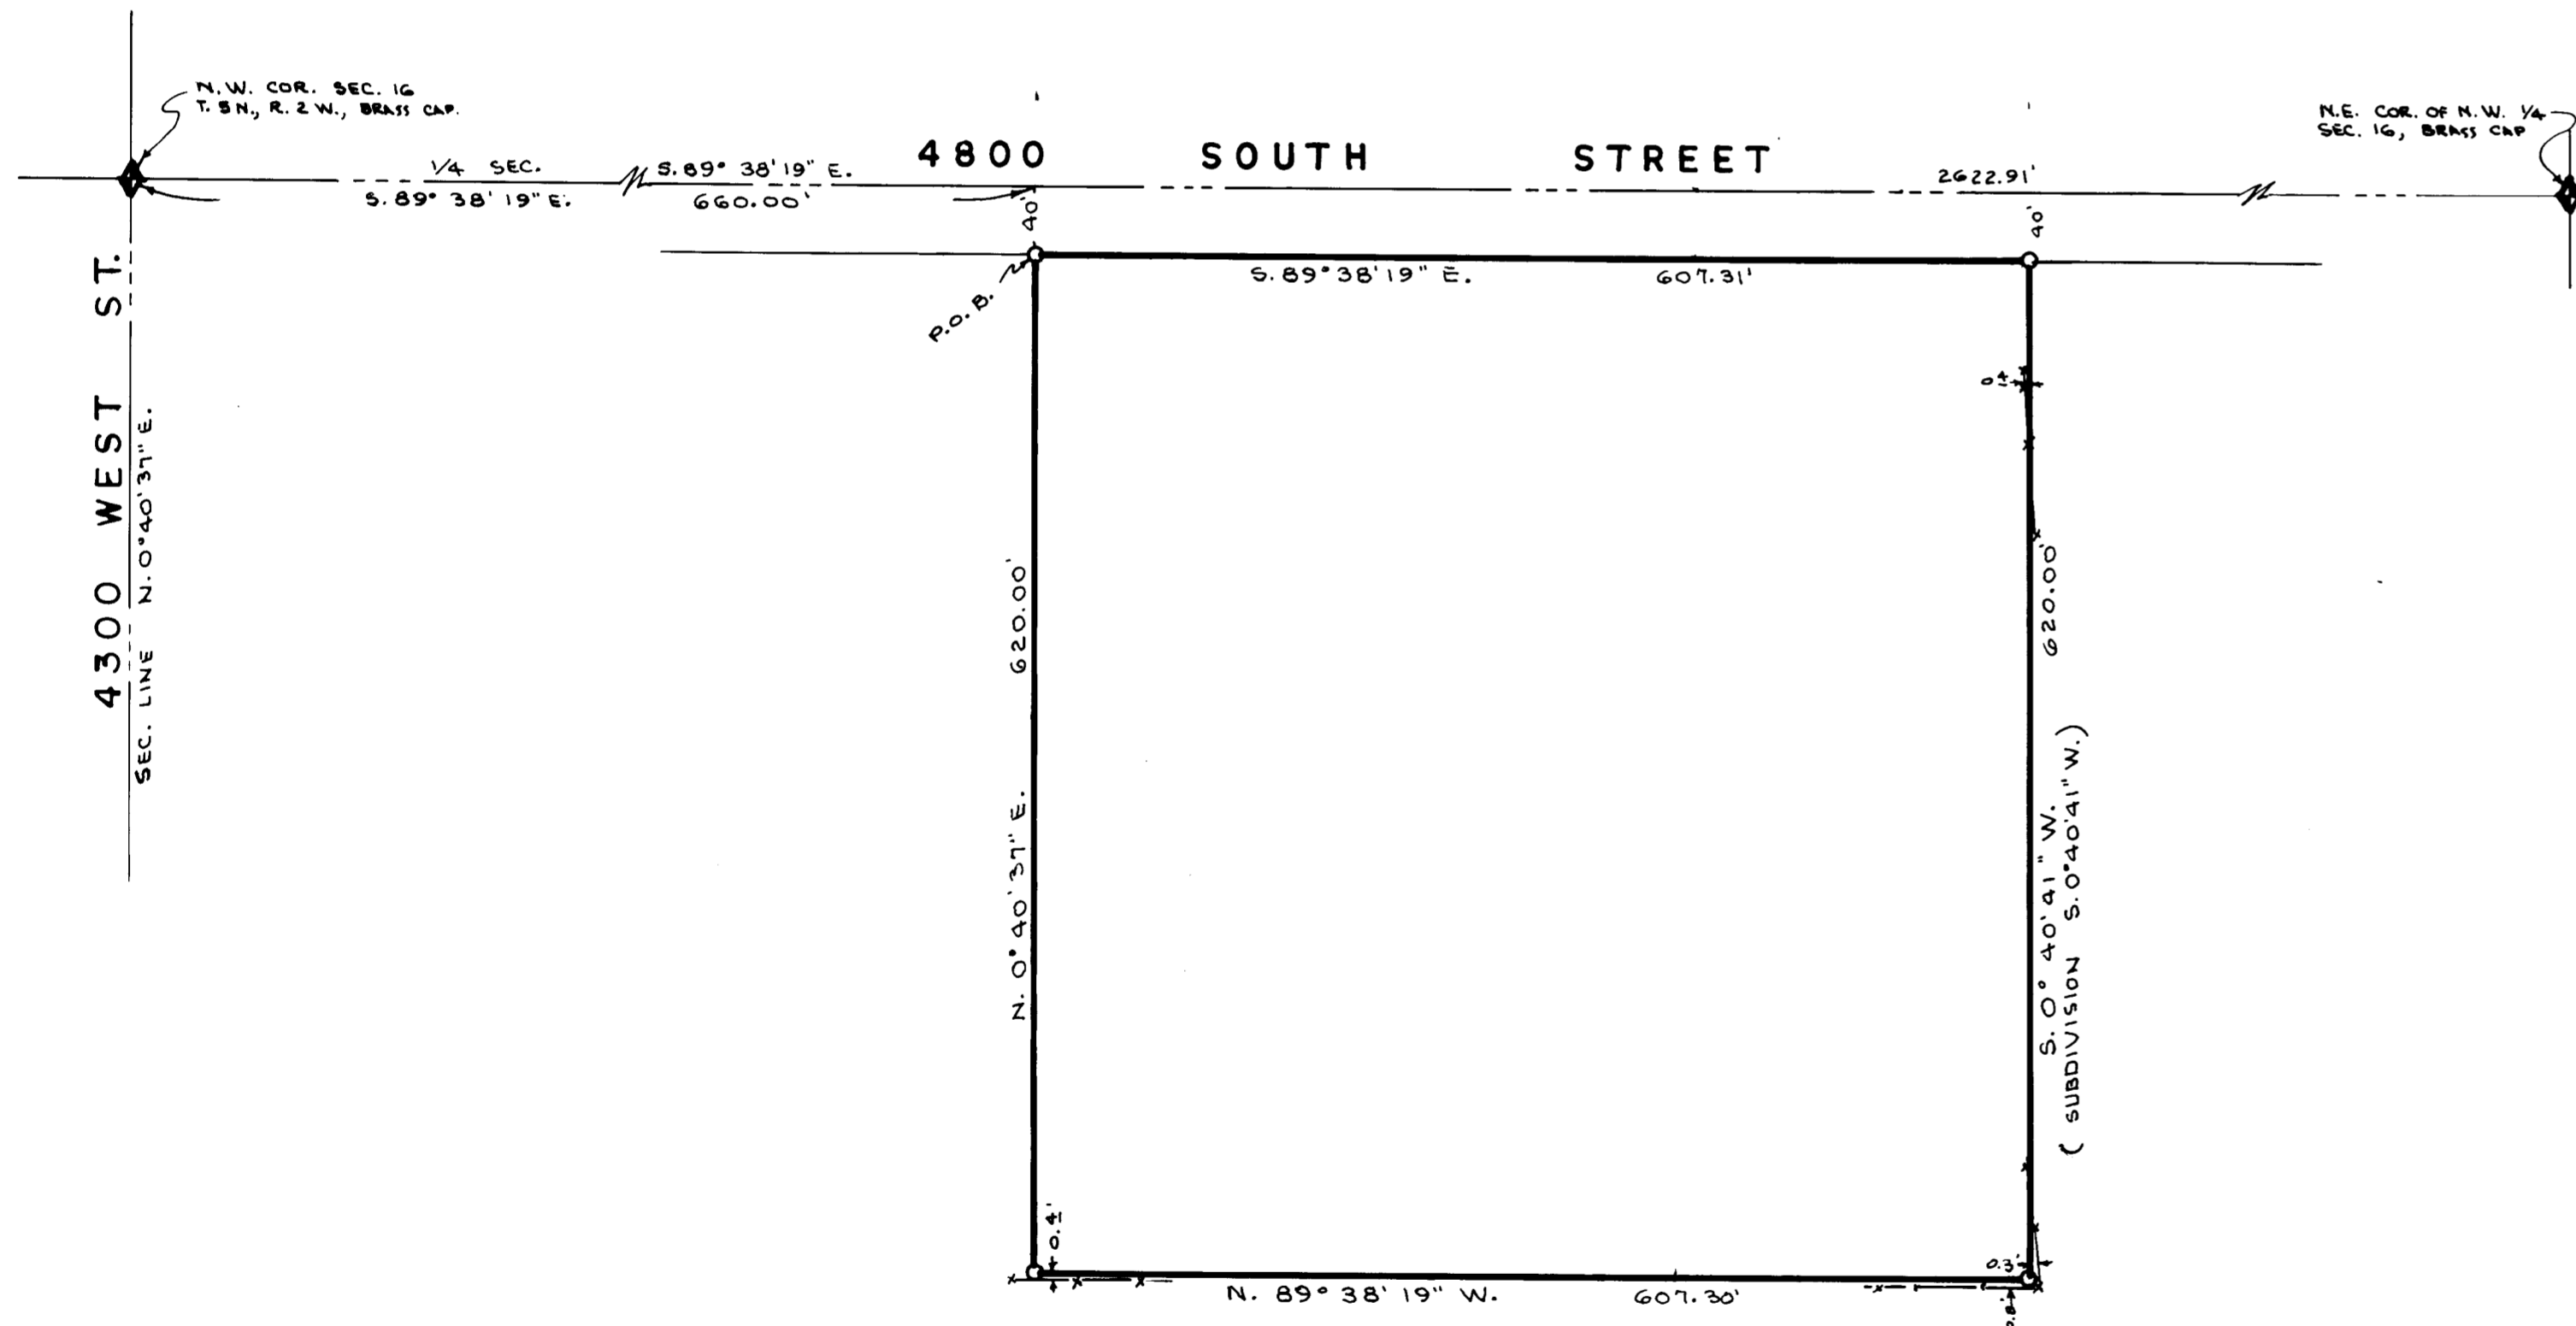 N.W. COR. SEC. 16
T. 5 N., R. 2 W., BRASS CAP.
N.E. COR. OF N.W. 1/4
SEC. 16, BRASS CAP
4800 SOUTH STREET
1/4 SEC. S. 89° 38' 19" E.
2622.91'
S. 89° 38' 19" E. 660.00'
40'
40'
S. 89° 38' 19" E. 607.31'
P.O.B.
4300 WEST ST.
SEC. LINE N. 0° 40' 37" E.
0.4
N. 0° 40' 37" E. 620.00'
620.00'
S. 0° 40' 41" W.
( SUBDIVISION S. 0° 40' 41" W. )
0.4'
0.3'
N. 89° 38' 19" W. 607.30'